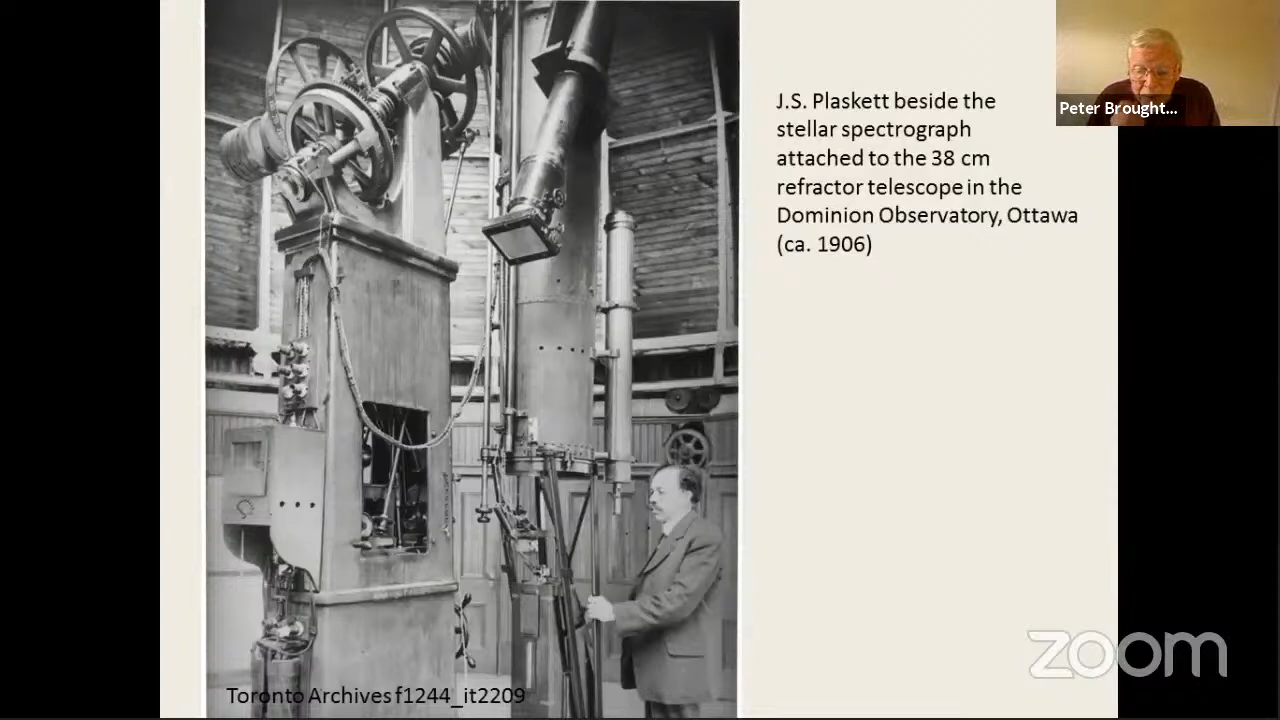 J.S. Plaskett beside the
stellar spectrograph
attached to the 38 cm
refractor telescope in the
Dominion Observatory, Ottawa
(ca. 1906)
Peter Brought...
Toronto Archives f1244_it2209
zoom